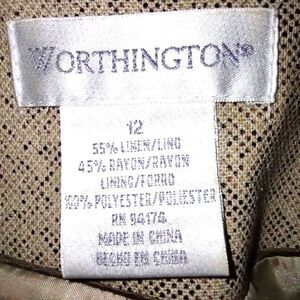 WORTHINGTON®
12
55% LINEN/LINO
45% RAYON/RAYON
LINING/FORRO
100% POLYESTER/POLIESTER
RN 94174
MADE IN CHINA
HECHO EN CHINA